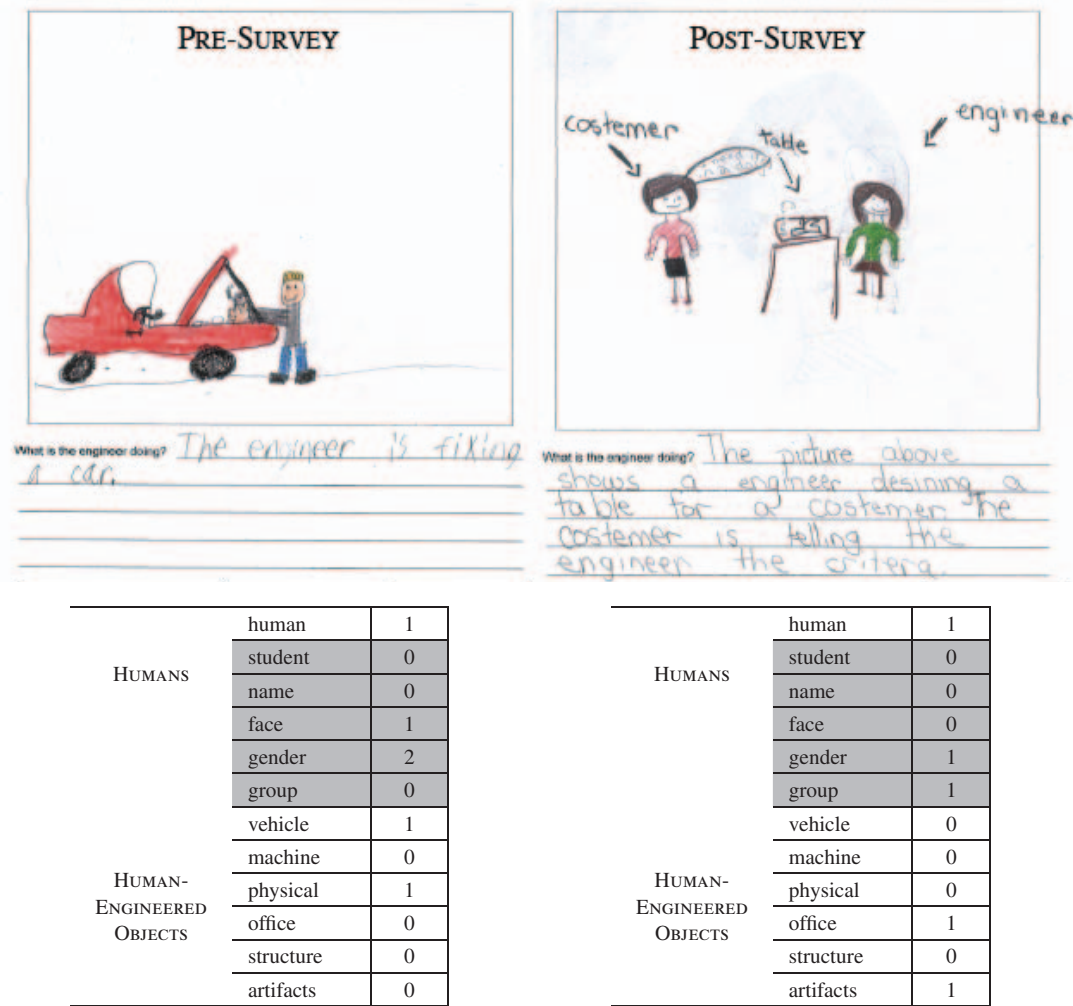 PRE-SURVEY
What is the engineer doing? The engineer is fixing
a car.
POST-SURVEY
costemer
table
engineer
I need it in a day!
What is the engineer doing? The picture above
shows a engineer desining a
table for a costemer The
costemer is telling the
engineer the critera.
HUMANS
human 1
student 0
name 0
face 1
gender 2
group 0
HUMAN-
ENGINEERED
OBJECTS
vehicle 1
machine 0
physical 1
office 0
structure 0
artifacts 0
HUMANS
human 1
student 0
name 0
face 0
gender 1
group 1
HUMAN-
ENGINEERED
OBJECTS
vehicle 0
machine 0
physical 0
office 1
structure 0
artifacts 1